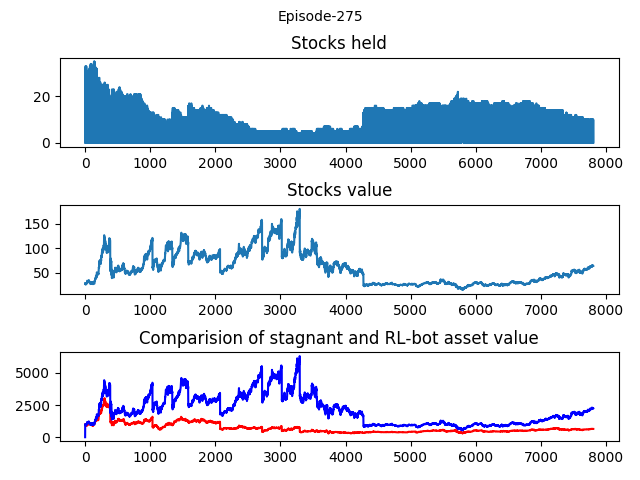 Episode-275
Stocks held
20
0
0 1000 2000 3000 4000 5000 6000 7000 8000
Stocks value
150
100
50
0 1000 2000 3000 4000 5000 6000 7000 8000
Comparision of stagnant and RL-bot asset value
5000
2500
0
0 1000 2000 3000 4000 5000 6000 7000 8000